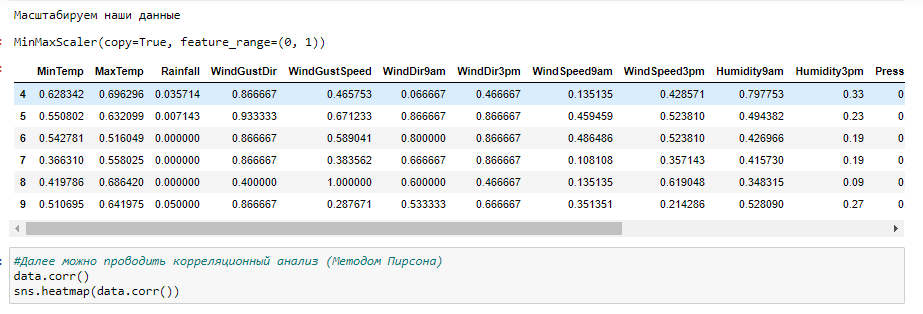 Масштабируем наши данные
MinMaxScaler(copy=True, feature_range=(0, 1))
MinTemp MaxTemp Rainfall WindGustDir WindGustSpeed WindDir9am WindDir3pm WindSpeed9am WindSpeed3pm Humidity9am Humidity3pm Press
4 0.628342 0.696296 0.035714 0.866667 0.465753 0.066667 0.466667 0.135135 0.428571 0.797753 0.33 0
5 0.550802 0.632099 0.007143 0.933333 0.671233 0.866667 0.866667 0.459459 0.523810 0.494382 0.23 0
6 0.542781 0.516049 0.000000 0.866667 0.589041 0.800000 0.866667 0.486486 0.523810 0.426966 0.19 0
7 0.366310 0.558025 0.000000 0.866667 0.383562 0.666667 0.866667 0.108108 0.357143 0.415730 0.19 0
8 0.419786 0.686420 0.000000 0.400000 1.000000 0.600000 0.466667 0.135135 0.619048 0.348315 0.09 0
9 0.510695 0.641975 0.050000 0.866667 0.287671 0.533333 0.666667 0.351351 0.214286 0.528090 0.27 0
#Далее можно проводить корреляционный анализ (Методом Пирсона)
data.corr()
sns.heatmap(data.corr())